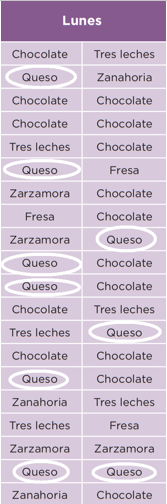 Lunes
Chocolate Tres leches
Queso Zanahoria
Chocolate Chocolate
Chocolate Chocolate
Tres leches Chocolate
Queso Fresa
Zarzamora Chocolate
Fresa Chocolate
Zarzamora Queso
Queso Chocolate
Queso Chocolate
Chocolate Tres leches
Tres leches Queso
Chocolate Chocolate
Queso Chocolate
Zanahoria Tres leches
Tres leches Fresa
Zarzamora Zarzamora
Queso Queso
Zanahoria Chocolate